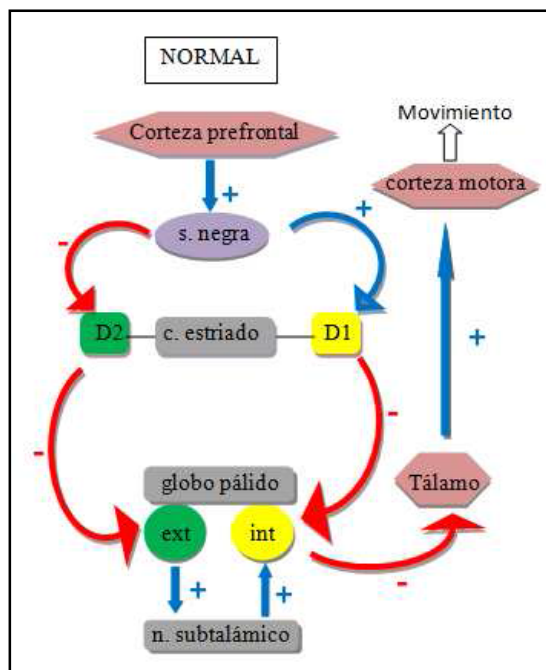 NORMAL
Corteza prefrontal
Movimiento
corteza motora
+
+
s. negra
-
D2
c. estriado
D1
+
-
-
globo pálido
Tálamo
ext
int
+
+
-
n. subtalámico